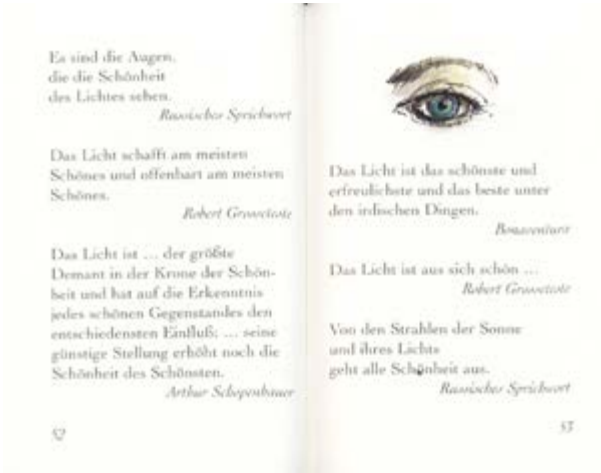 Es sind die Augen,
die die Schönheit
des Lichtes sehen.
Russisches Sprichwort
Das Licht schafft am meisten
Schönes und offenbart am meisten
Schönes.
Robert Grosseteste
Das Licht ist ... der größte
Demant in der Krone der Schön-
heit und hat auf die Erkenntnis
jedes schönen Gegenstandes den
entschiedensten Einfluß; ... seine
günstige Stellung erhöht noch die
Schönheit des Schönsten.
Arthur Schopenhauer
52
Das Licht ist das schönste und
erfreulichste und das beste unter
den irdischen Dingen.
Bonaventura
Das Licht ist aus sich schön ...
Robert Grosseteste
Von den Strahlen der Sonne
und ihres Lichts
geht alle Schönheit aus.
Russisches Sprichwort
53